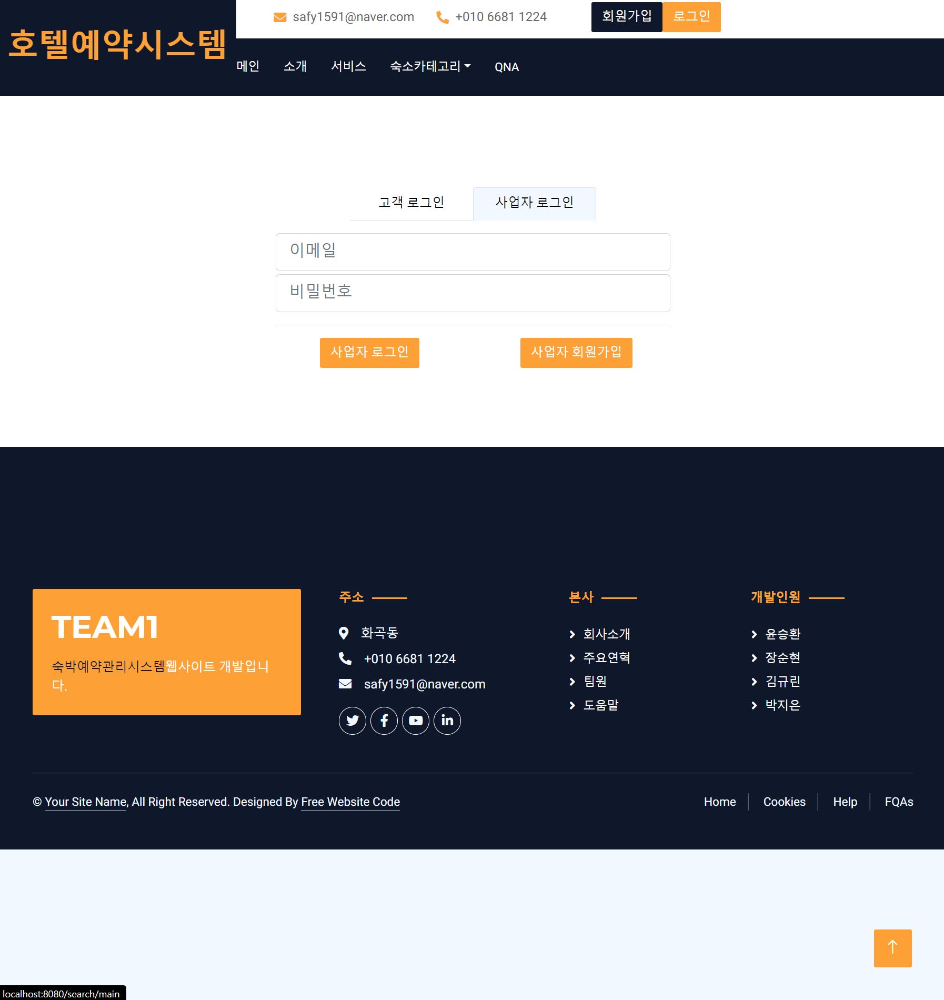 호텔예약시스템
safy1591@naver.com
+010 6681 1224
회원가입
로그인
메인
소개
서비스
숙소카테고리
QNA
고객 로그인
사업자 로그인
이메일
비밀번호
사업자 로그인
사업자 회원가입
TEAM1
숙박예약관리시스템웹사이트 개발입니
다.
주소
화곡동
+010 6681 1224
safy1591@naver.com
본사
회사소개
주요연혁
팀원
도움말
개발인원
윤승환
장순현
김규린
박지은
© Your Site Name, All Right Reserved. Designed By Free Website Code
Home
Cookies
Help
FQAs
localhost:8080/search/main